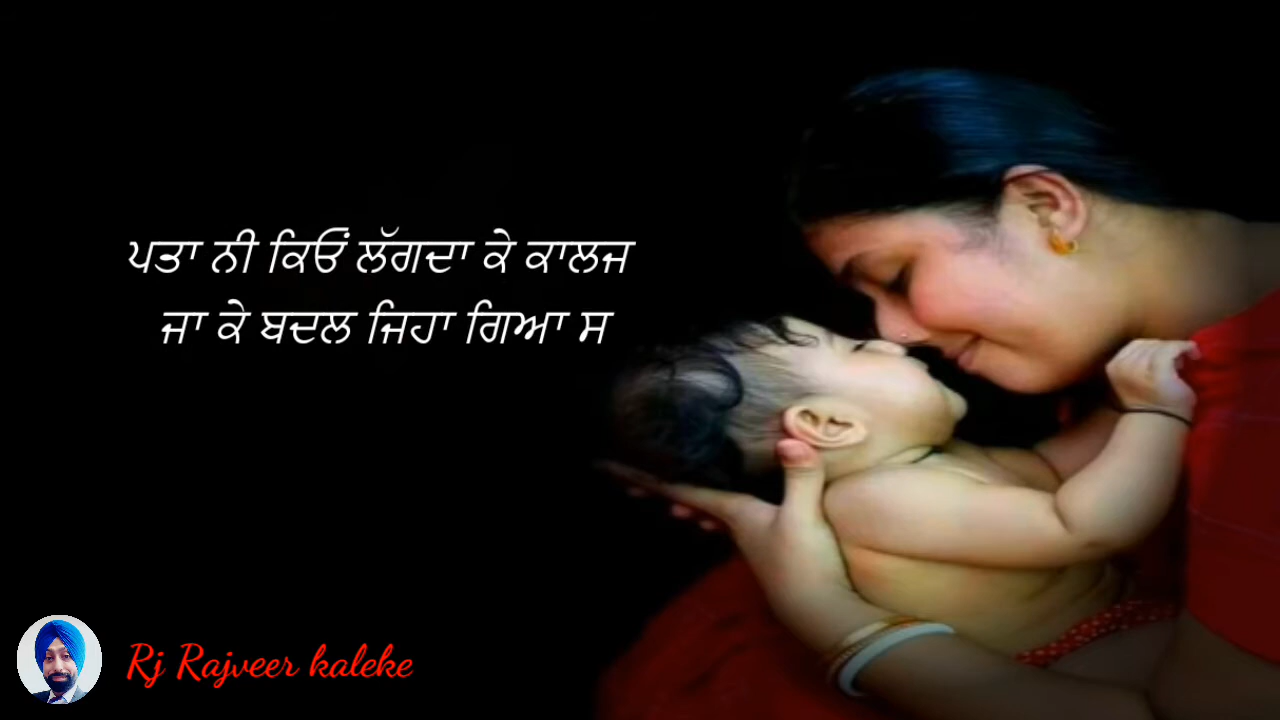 ਪਤਾ ਨੀ ਕਿਓਂ ਲੱਗਦਾ ਕੇ ਕਾਲਜ
ਜਾ ਕੇ ਬਦਲ ਜਿਹਾ ਗਿਆ ਸ
Rj Rajveer kaleke